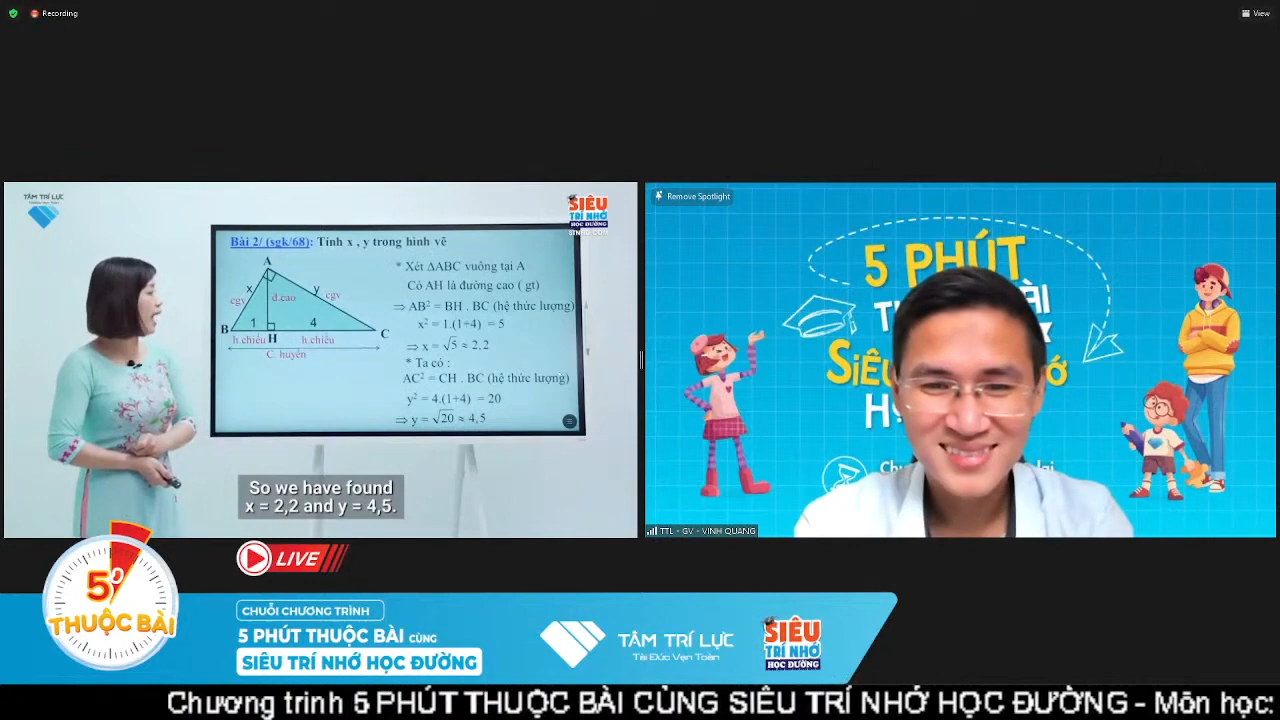 Recording
View
TÂM TRÍ LỰC
SIÊU
TRÍ NHỚ
HỌC ĐƯỜNG
STNHD.COM
Bài 2/ (sgk/68): Tính x , y trong hình vẽ
A
x
cgv
đ.cao
y
cgv
B
1
4
C
h.chiếu
H
h.chiếu
C. huyền
* Xét ΔABC vuông tại A
Có AH là đường cao ( gt)
⇒ AB² = BH . BC (hệ thức lượng)
x² = 1.(1+4) = 5
⇒ x = √5 ≈ 2,2
* Ta có :
AC² = CH . BC (hệ thức lượng)
y² = 4.(1+4) = 20
⇒ y = √20 ≈ 4,5
So we have found
x = 2,2 and y = 4,5.
Remove Spotlight
5 PHÚT
TTL - GV - VINH QUANG
5
THUỘC BÀI
LIVE
CHUỖI CHƯƠNG TRÌNH
5 PHÚT THUỘC BÀI CÙNG
SIÊU TRÍ NHỚ HỌC ĐƯỜNG
TÂM TRÍ LỰC
Tài Đức Vẹn Toàn
SIÊU
TRÍ NHỚ
HỌC ĐƯỜNG
Chương trình 5 PHÚT THUỘC BÀI CÙNG SIÊU TRÍ NHỚ HỌC ĐƯỜNG - Môn học: